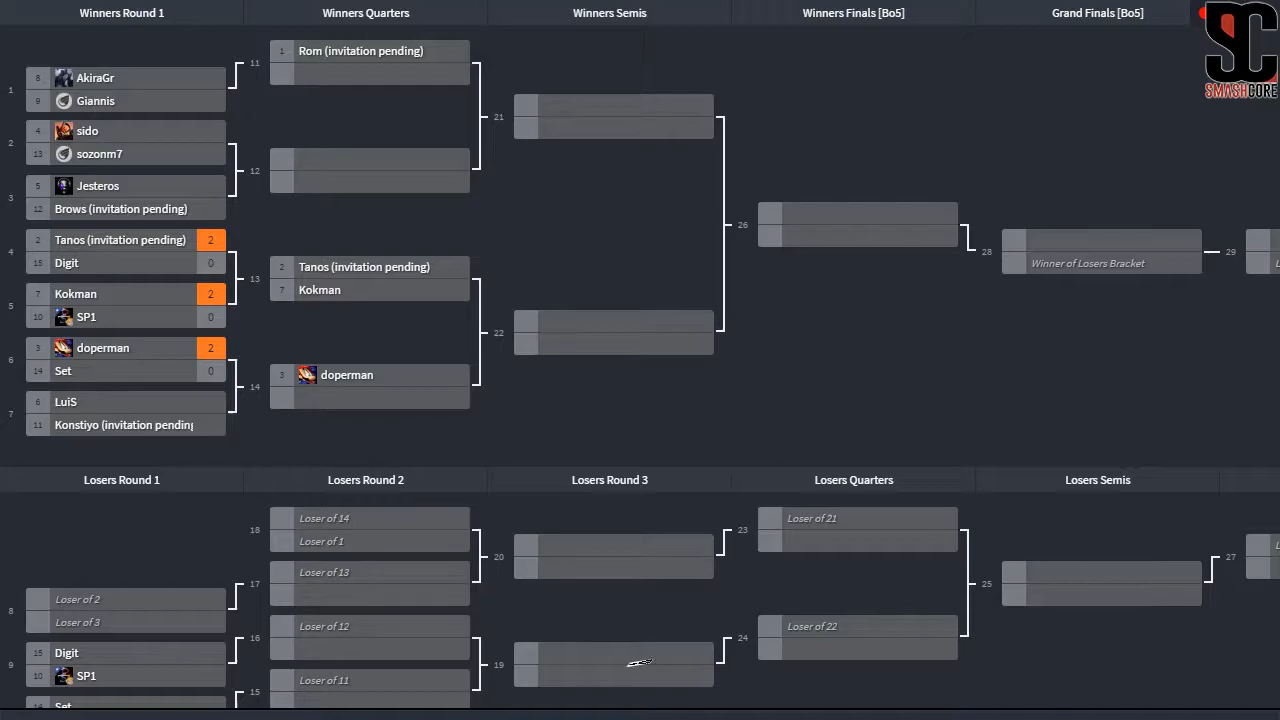 Winners Round 1
Winners Quarters
Winners Semis
Winners Finals [Bo5]
Grand Finals [Bo5]
SMASHCORE
1
8 AkiraGr
9 Giannis
2
4 sido
13 sozonm7
3
5 Jesteros
12 Brows (invitation pending)
4
2 Tanos (invitation pending) 2
15 Digit 0
5
7 Kokman 2
10 SP1 0
6
3 doperman 2
14 Set 0
7
6 LuiS
11 Konstiyo (invitation pending
11
1 Rom (invitation pending)
12
13
2 Tanos (invitation pending)
7 Kokman
14
3 doperman
21
22
26
28
Winner of Losers Bracket
29
Losers Round 1
Losers Round 2
Losers Round 3
Losers Quarters
Losers Semis
8
Loser of 2
Loser of 3
9
15 Digit
10 SP1
14 Set
18
Loser of 14
Loser of 1
17
Loser of 13
16
Loser of 12
15
Loser of 11
20
19
23
Loser of 21
24
Loser of 22
25
27